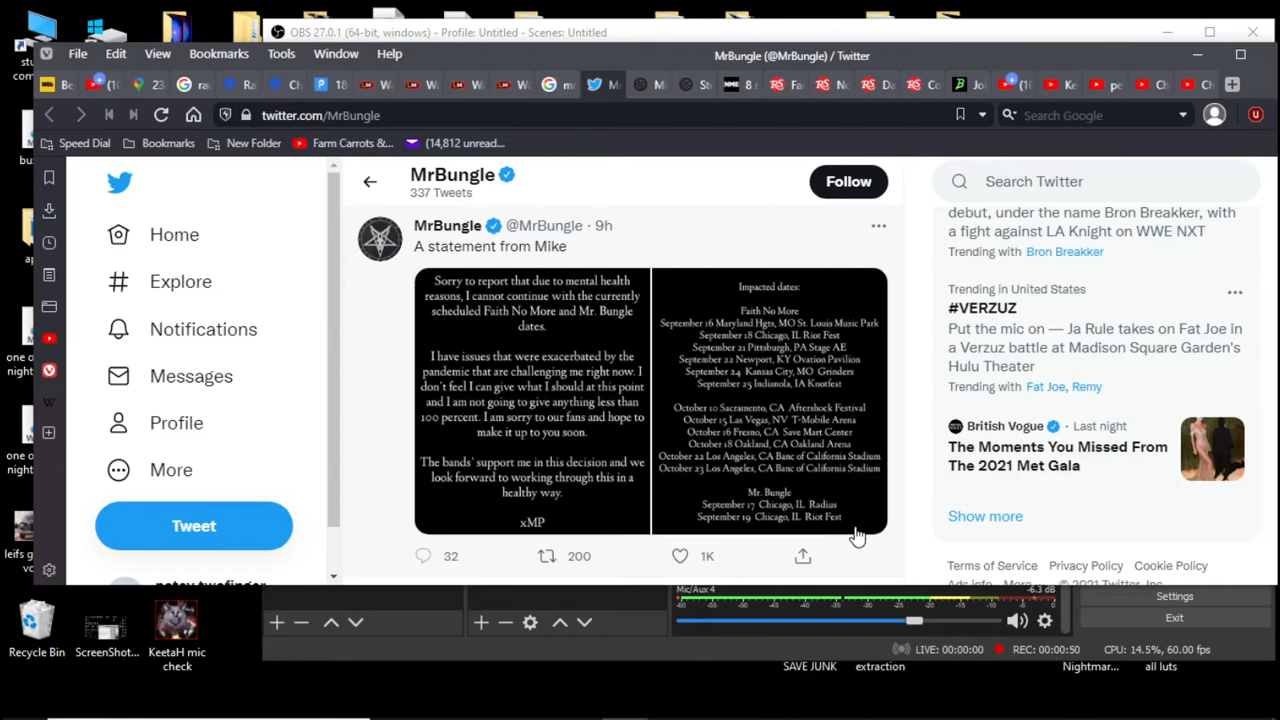 OBS 27.0.1 (64-bit, windows) - Profile: Untitled - Scenes: Untitled
File Edit View Bookmarks Tools Window Help
MrBungle (@MrBungle) / Twitter
twitter.com/MrBungle
Search Google
Speed Dial
Bookmarks
New Folder
Farm Carrots &...
(14,812 unread...
Home
Explore
Notifications
Messages
Profile
More
Tweet
MrBungle
337 Tweets
Follow
MrBungle @MrBungle · 9h
A statement from Mike
Sorry to report that due to mental health
reasons, I cannot continue with the currently
scheduled Faith No More and Mr. Bungle
dates.
I have issues that were exacerbated by the
pandemic that are challenging me right now. I
don't feel I can give what I should at this point
and I am not going to give anything less than
100 percent. I am sorry to our fans and hope to
make it up to you soon.
The bands' support me in this decision and we
look forward to working through this in a
healthy way.
xMP
Impacted dates:
Faith No More
September 16 Maryland Hgts, MO St. Louis Music Park
September 18 Chicago, IL Riot Fest
September 21 Pittsburgh, PA Stage AE
September 22 Newport, KY Ovation Pavilion
September 24 Kansas City, MO Grinders
September 25 Indianola, IA Knotfest
October 10 Sacramento, CA Aftershock Festival
October 15 Las Vegas, NV T-Mobile Arena
October 16 Fresno, CA Save Mart Center
October 18 Oakland, CA Oakland Arena
October 22 Los Angeles, CA Banc of California Stadium
October 23 Los Angeles, CA Banc of California Stadium
Mr. Bungle
September 17 Chicago, IL Radius
September 19 Chicago, IL Riot Fest
32
200
1K
Search Twitter
debut, under the name Bron Breakker, with
a fight against LA Knight on WWE NXT
Trending with Bron Breakker
Trending in United States
#VERZUZ
Put the mic on — Ja Rule takes on Fat Joe in
a Verzuz battle at Madison Square Garden's
Hulu Theater
Trending with Fat Joe, Remy
British Vogue · Last night
The Moments You Missed From
The 2021 Met Gala
Show more
Terms of Service Privacy Policy Cookie Policy
Mic/Aux 4
-6.3 dB
-60 -55 -50 -45 -40 -35 -30 -25 -20 -15 -10 -5 0
Settings
Exit
LIVE: 00:00:00
REC: 00:00:50
CPU: 14.5%, 60.00 fps
Recycle Bin
ScreenShot...
KeetaH mic
check
SAVE JUNK
extraction
Nightmar...
all luts